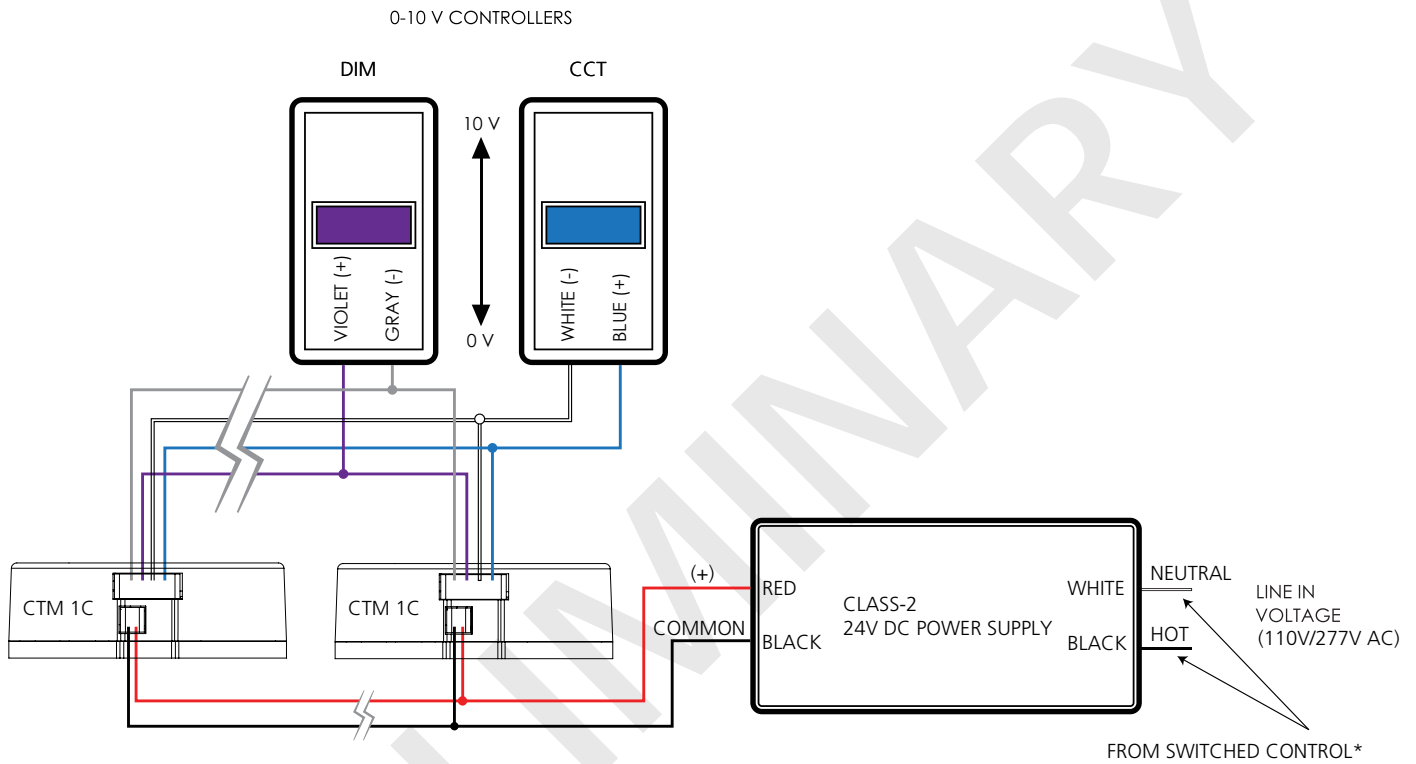 0-10 V CONTROLLERS
DIM
CCT
10 V
0 V
VIOLET (+)
GRAY (-)
WHITE (-)
BLUE (+)
CTM 1C
CTM 1C
(+)
COMMON
RED
BLACK
CLASS-2
24V DC POWER SUPPLY
WHITE
BLACK
NEUTRAL
HOT
LINE IN
VOLTAGE
(110V/277V AC)
FROM SWITCHED CONTROL*
LIMINARY